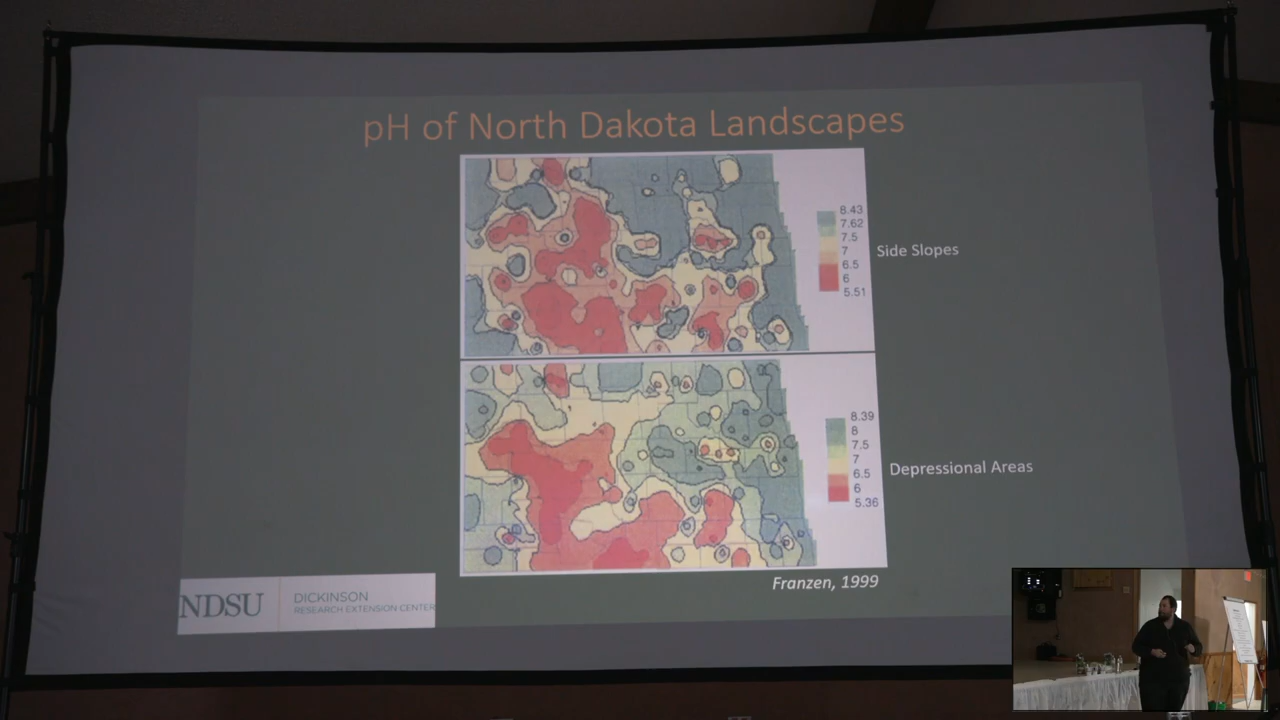 pH of North Dakota Landscapes
8.43
7.62
7.5
7
6.5
6
5.51
Side Slopes
8.39
8
7.5
7
6.5
6
5.36
Depressional Areas
Franzen, 1999
NDSU
DICKINSON
RESEARCH EXTENSION CENTER